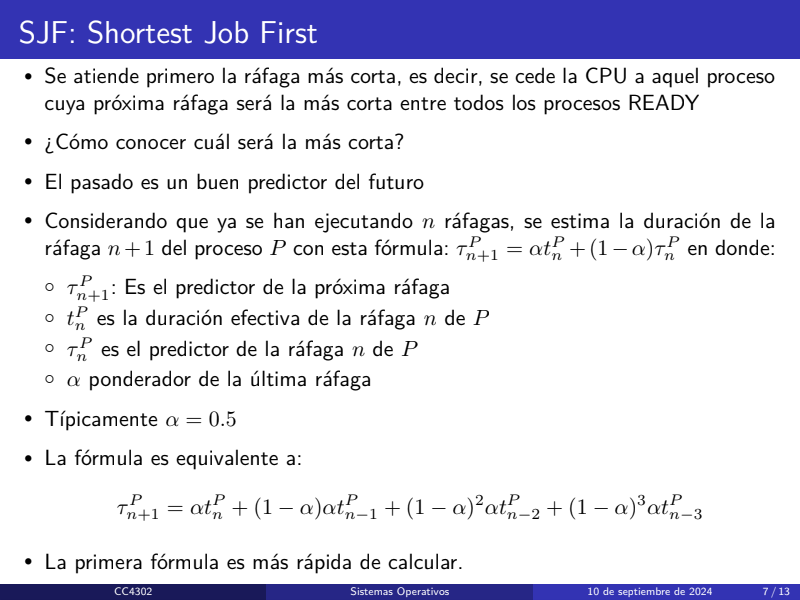 SJF: Shortest Job First
• Se atiende primero la ráfaga más corta, es decir, se cede la CPU a aquel proceso
cuya próxima ráfaga será la más corta entre todos los procesos READY
• ¿Cómo conocer cuál será la más corta?
• El pasado es un buen predictor del futuro
• Considerando que ya se han ejecutando $n$ ráfagas, se estima la duración de la
ráfaga $n+1$ del proceso $P$ con esta fórmula: $\tau_{n+1}^{P} = \alpha t_{n}^{P} + (1-\alpha)\tau_{n}^{P}$ en donde:
◦ $\tau_{n+1}^{P}$: Es el predictor de la próxima ráfaga
◦ $t_{n}^{P}$ es la duración efectiva de la ráfaga $n$ de $P$
◦ $\tau_{n}^{P}$ es el predictor de la ráfaga $n$ de $P$
◦ $\alpha$ ponderador de la última ráfaga
• Típicamente $\alpha = 0.5$
• La fórmula es equivalente a:
$\tau_{n+1}^{P} = \alpha t_{n}^{P} + (1-\alpha)\alpha t_{n-1}^{P} + (1-\alpha)^{2}\alpha t_{n-2}^{P} + (1-\alpha)^{3}\alpha t_{n-3}^{P}$
• La primera fórmula es más rápida de calcular.
CC4302 Sistemas Operativos 10 de septiembre de 2024 7 / 13